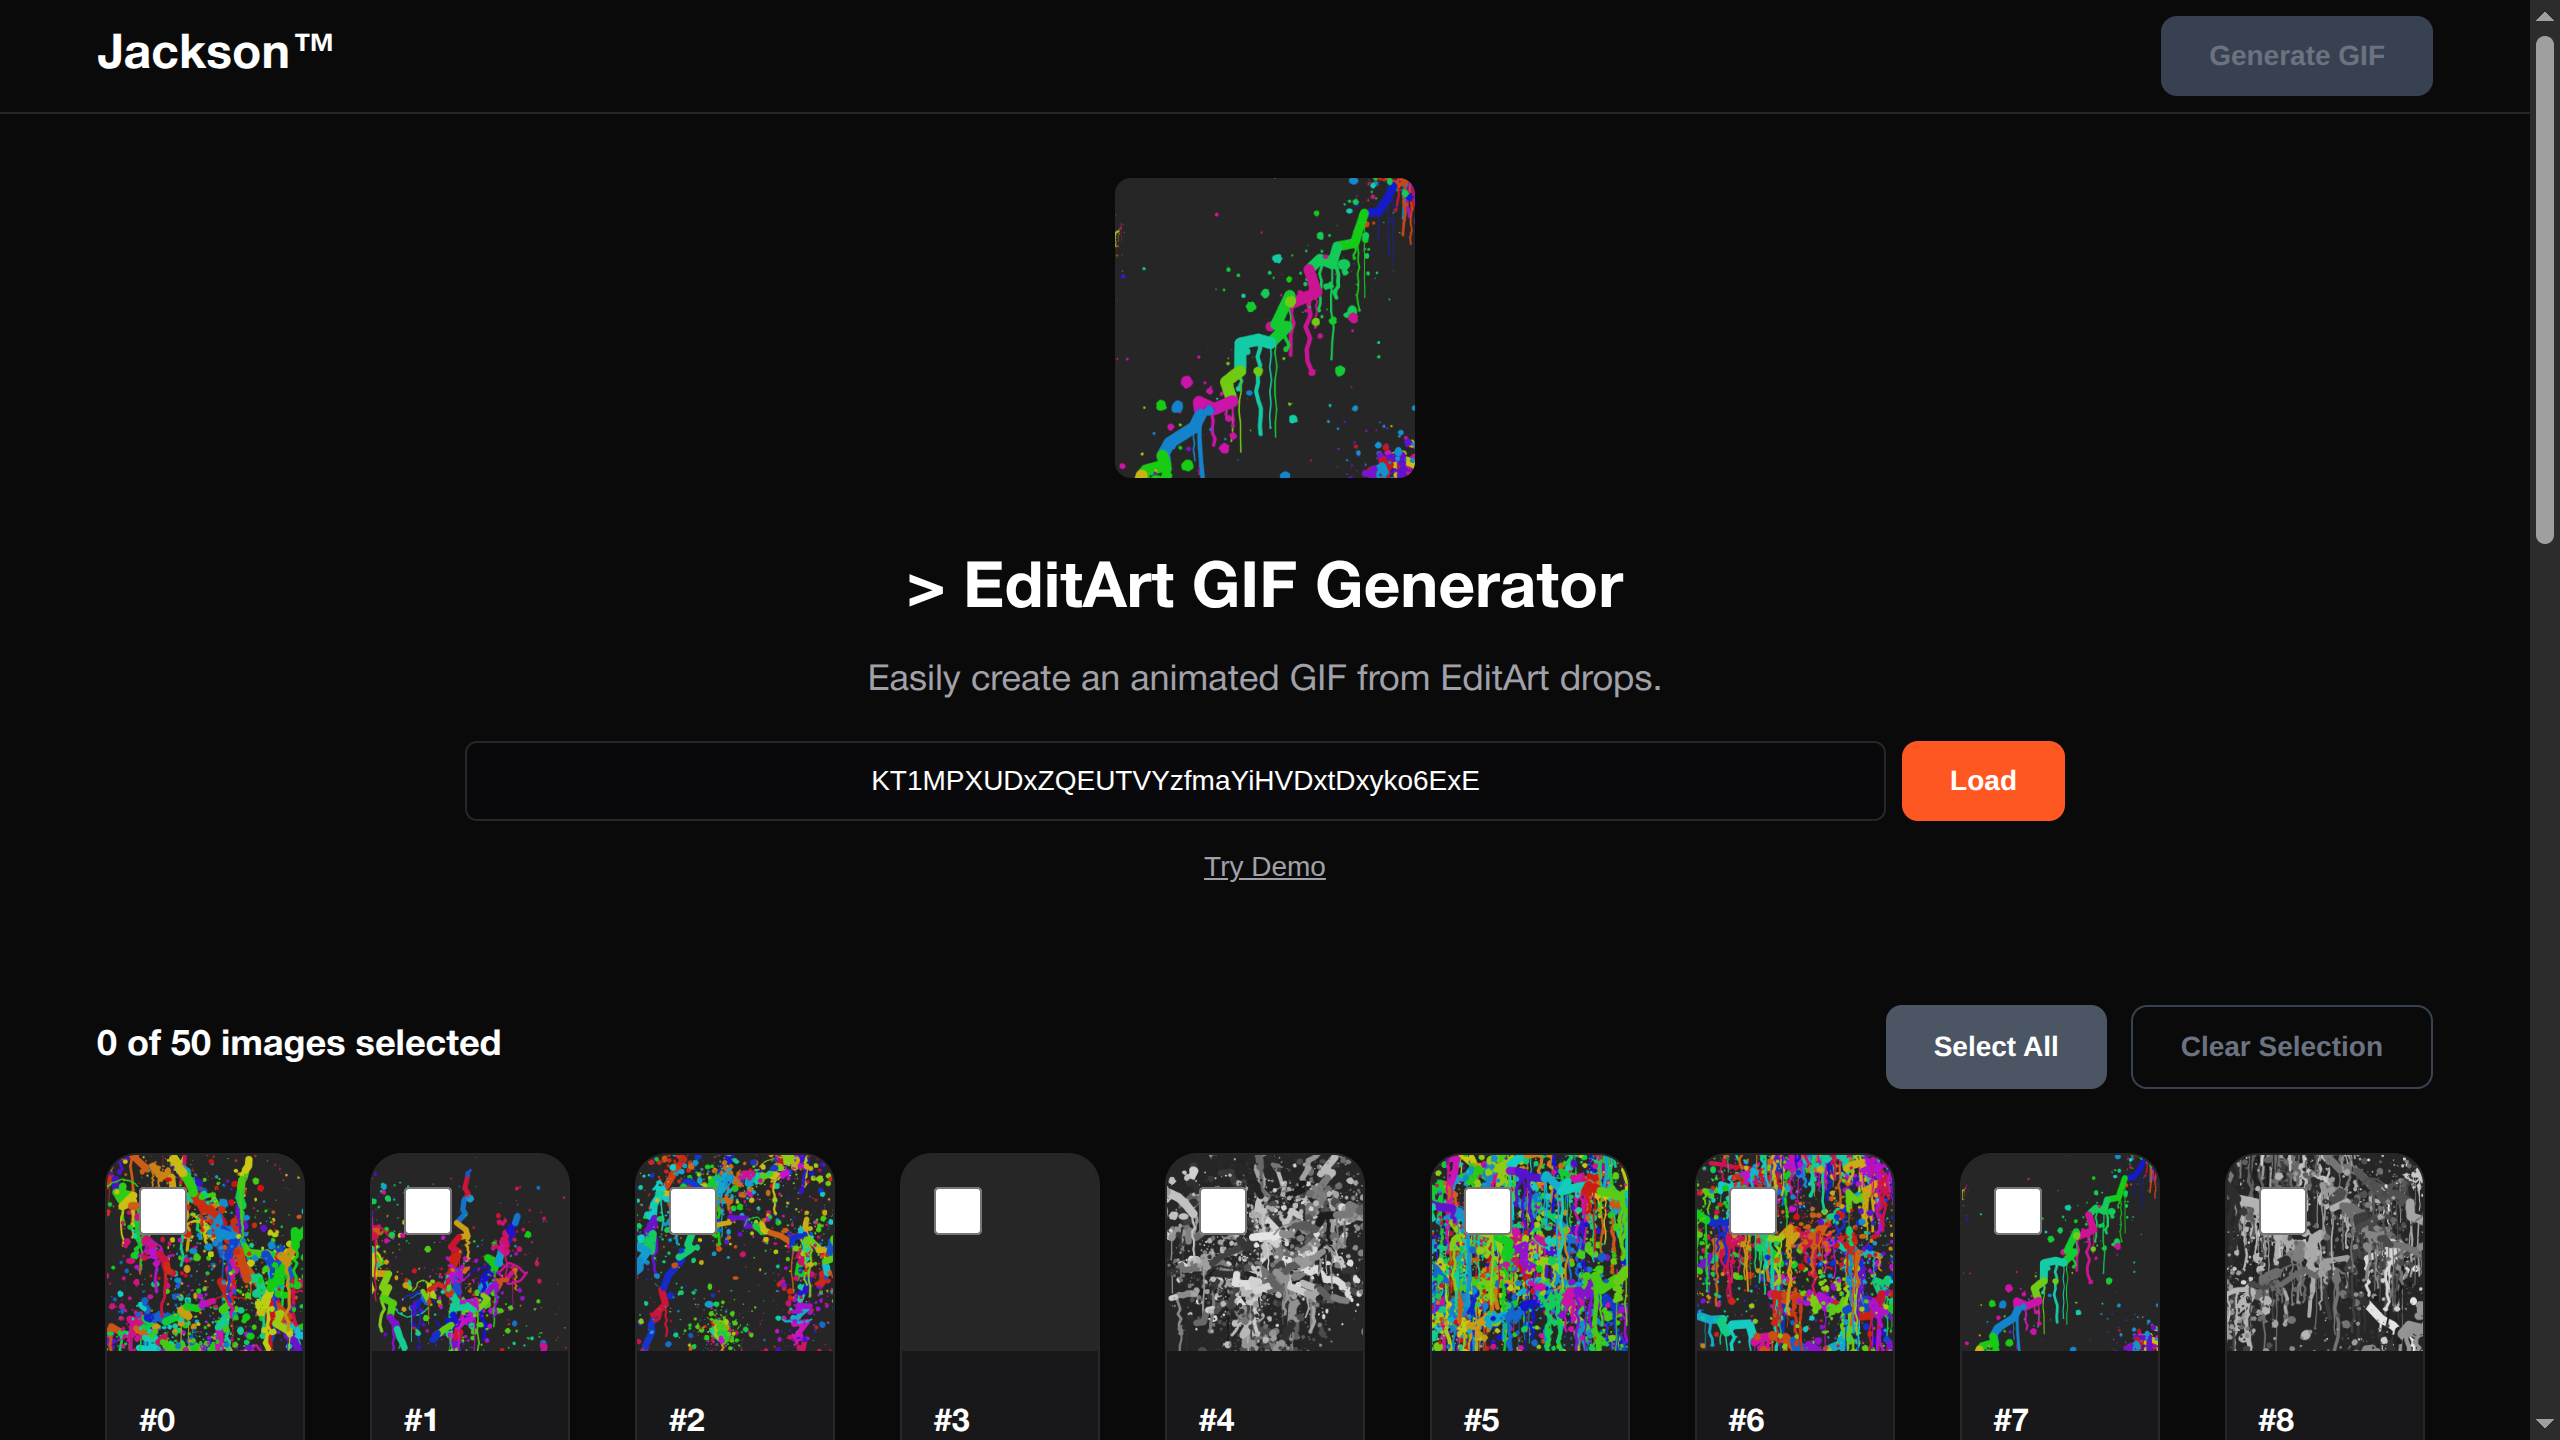 Jackson™
Generate GIF
> EditArt GIF Generator
Easily create an animated GIF from EditArt drops.
KT1MPXUDxZQEUTVYzfmaYiHVDxtDxyko6ExE
Load
Try Demo
0 of 50 images selected
Select All
Clear Selection
#0
#1
#2
#3
#4
#5
#6
#7
#8